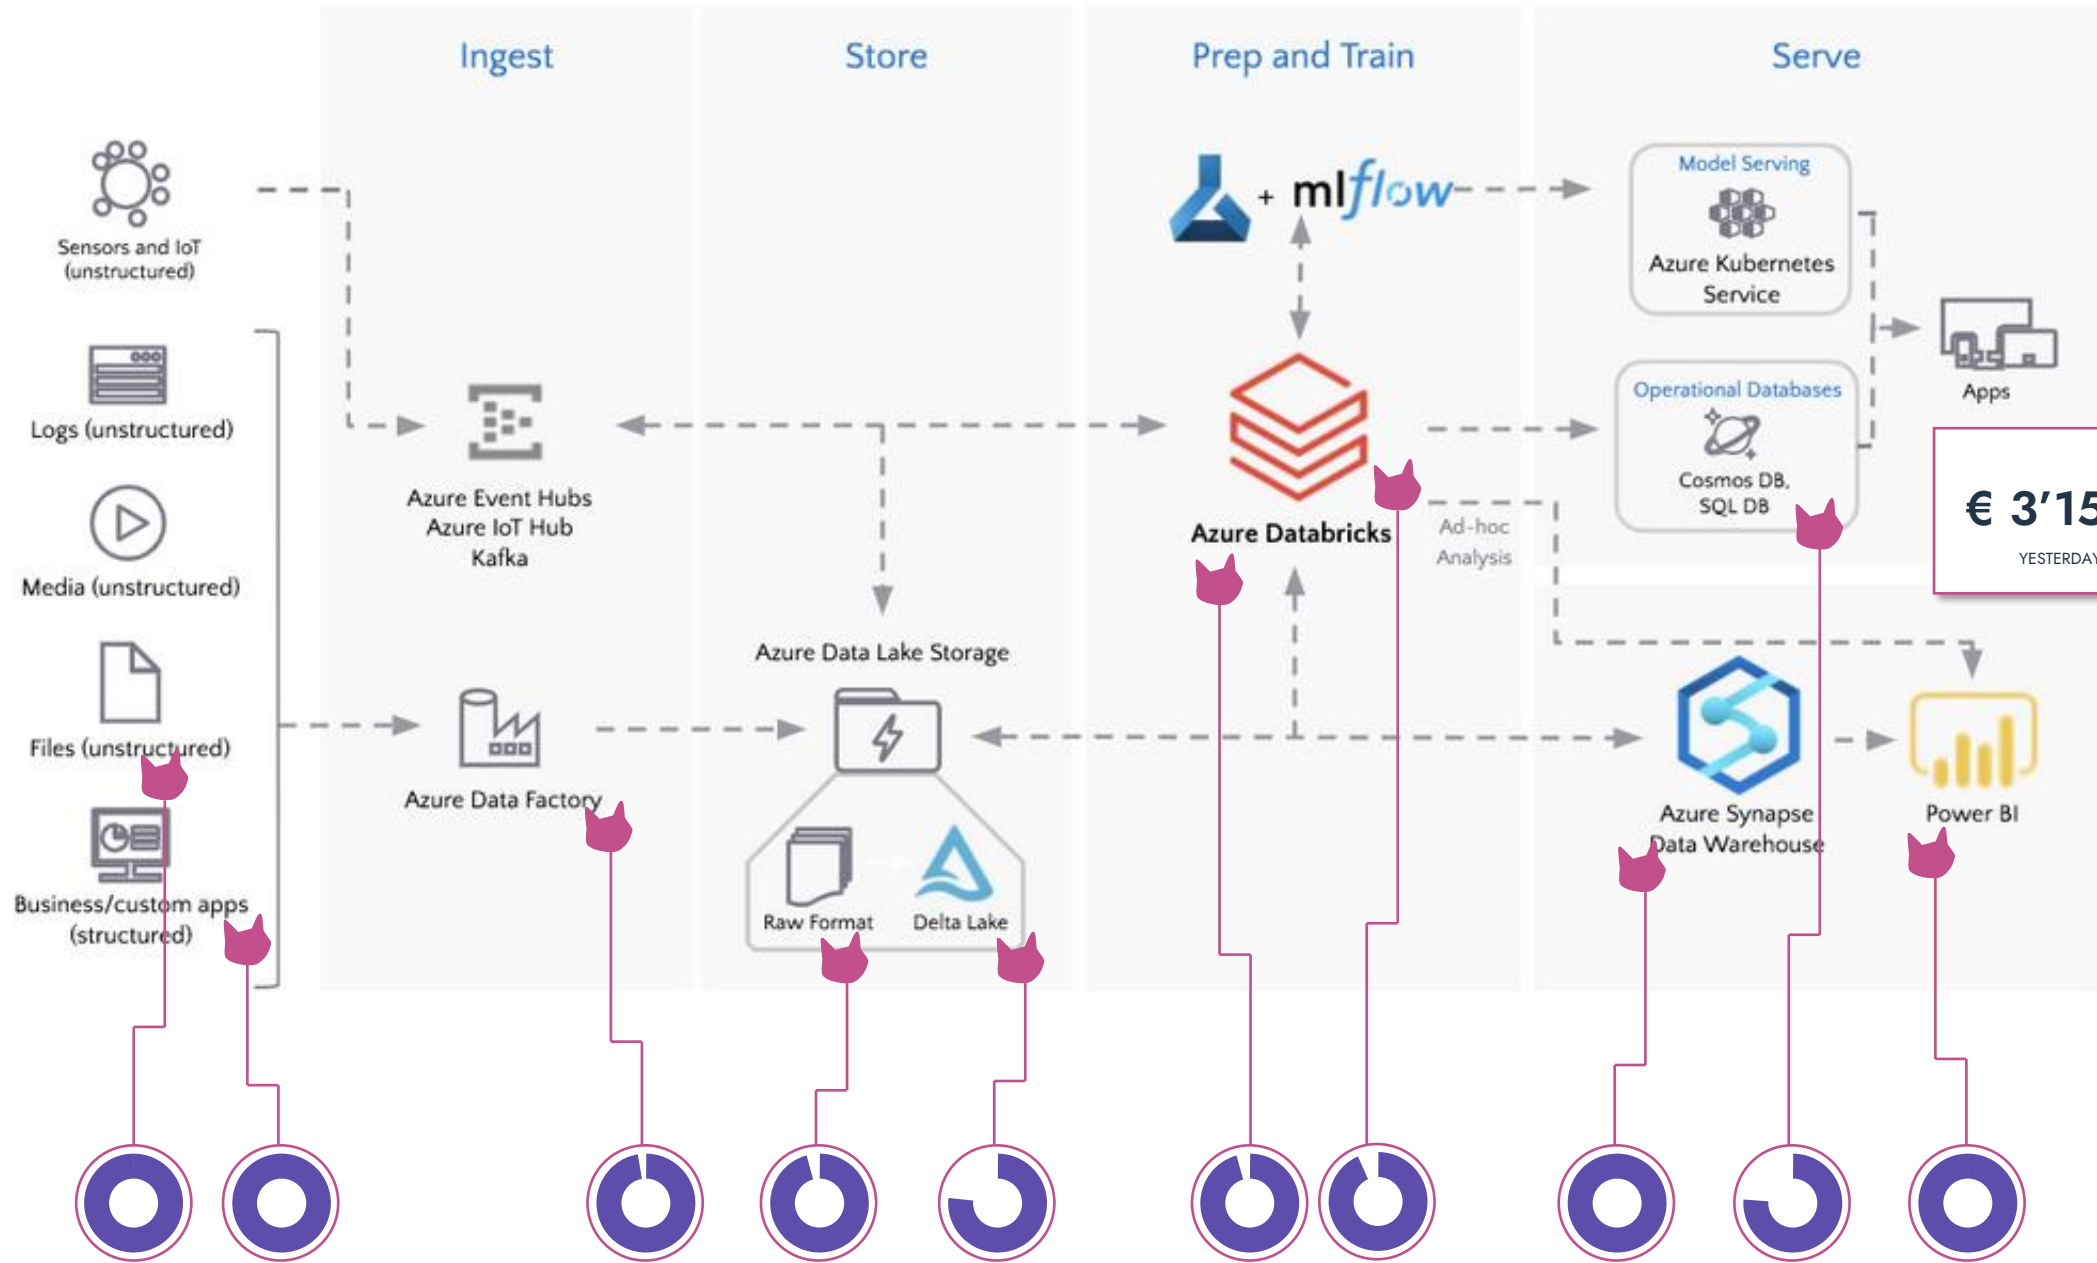 Ingest
Store
Prep and Train
Serve
Sensors and IoT
(unstructured)
Logs (unstructured)
Media (unstructured)
Files (unstructured)
Business/custom apps
(structured)
Azure Event Hubs
Azure IoT Hub
Kafka
Azure Data Factory
Azure Data Lake Storage
Raw Format
Delta Lake
+ mlflow
Azure Databricks
Ad-hoc
Analysis
Model Serving
Azure Kubernetes
Service
Operational Databases
Cosmos DB,
SQL DB
Apps
€ 3’15
YESTERDAY
Azure Synapse
Data Warehouse
Power BI